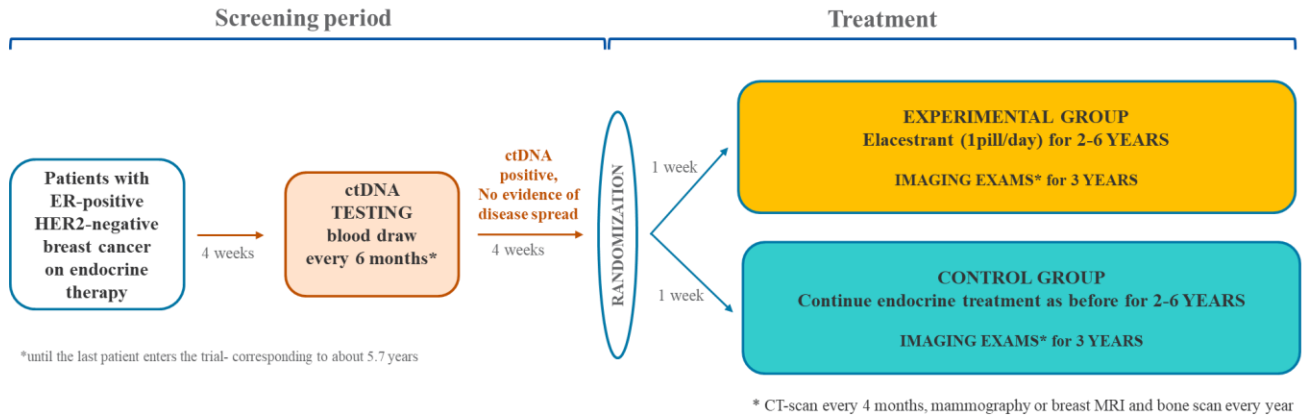 Screening period
Treatment
Patients with
ER-positive
HER2-negative
breast cancer
on endocrine
therapy
4 weeks
ctDNA
TESTING
blood draw
every 6 months*
ctDNA
positive,
No evidence of
disease spread
4 weeks
RANDOMIZATION
1 week
1 week
EXPERIMENTAL GROUP
Elacestrant (1pill/day) for 2-6 YEARS
IMAGING EXAMS* for 3 YEARS
CONTROL GROUP
Continue endocrine treatment as before for 2-6 YEARS
IMAGING EXAMS* for 3 YEARS
*until the last patient enters the trial- corresponding to about 5.7 years
* CT-scan every 4 months, mammography or breast MRI and bone scan every year